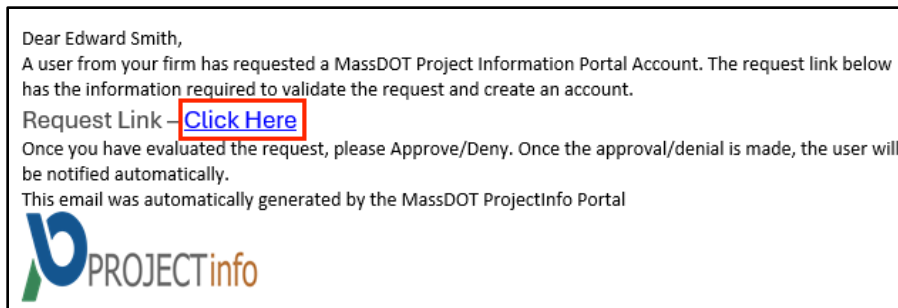 Dear Edward Smith,
A user from your firm has requested a MassDOT Project Information Portal Account. The request link below
has the information required to validate the request and create an account.
Request Link – Click Here
Once you have evaluated the request, please Approve/Deny. Once the approval/denial is made, the user will
be notified automatically.
This email was automatically generated by the MassDOT ProjectInfo Portal
PROJECTinfo